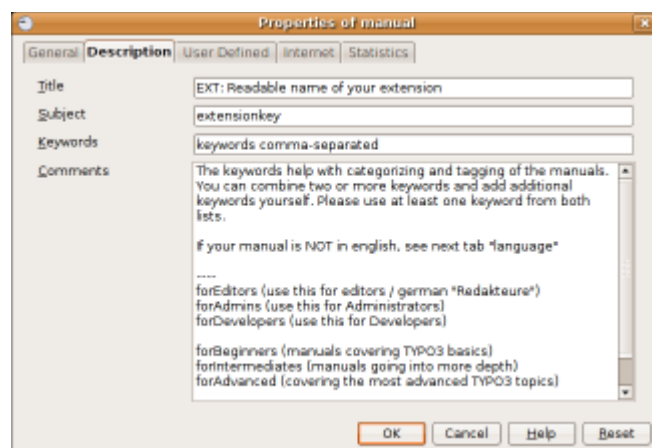 Properties of manual
General Description User Defined Internet Statistics
Title
EXT: Readable name of your extension
Subject
extensionkey
Keywords
keywords comma-separated
Comments
The keywords help with categorizing and tagging of the manuals.
You can combine two or more keywords and add additional
keywords yourself. Please use at least one keyword from both
lists.
If your manual is NOT in english, see next tab "language"
----
forEditors (use this for editors / german "Redakteure")
forAdmins (use this for Administrators)
forDevelopers (use this for Developers)
forBeginners (manuals covering TYPO3 basics)
forIntermediates (manuals going into more depth)
forAdvanced (covering the most advanced TYPO3 topics)
OK Cancel Help Reset